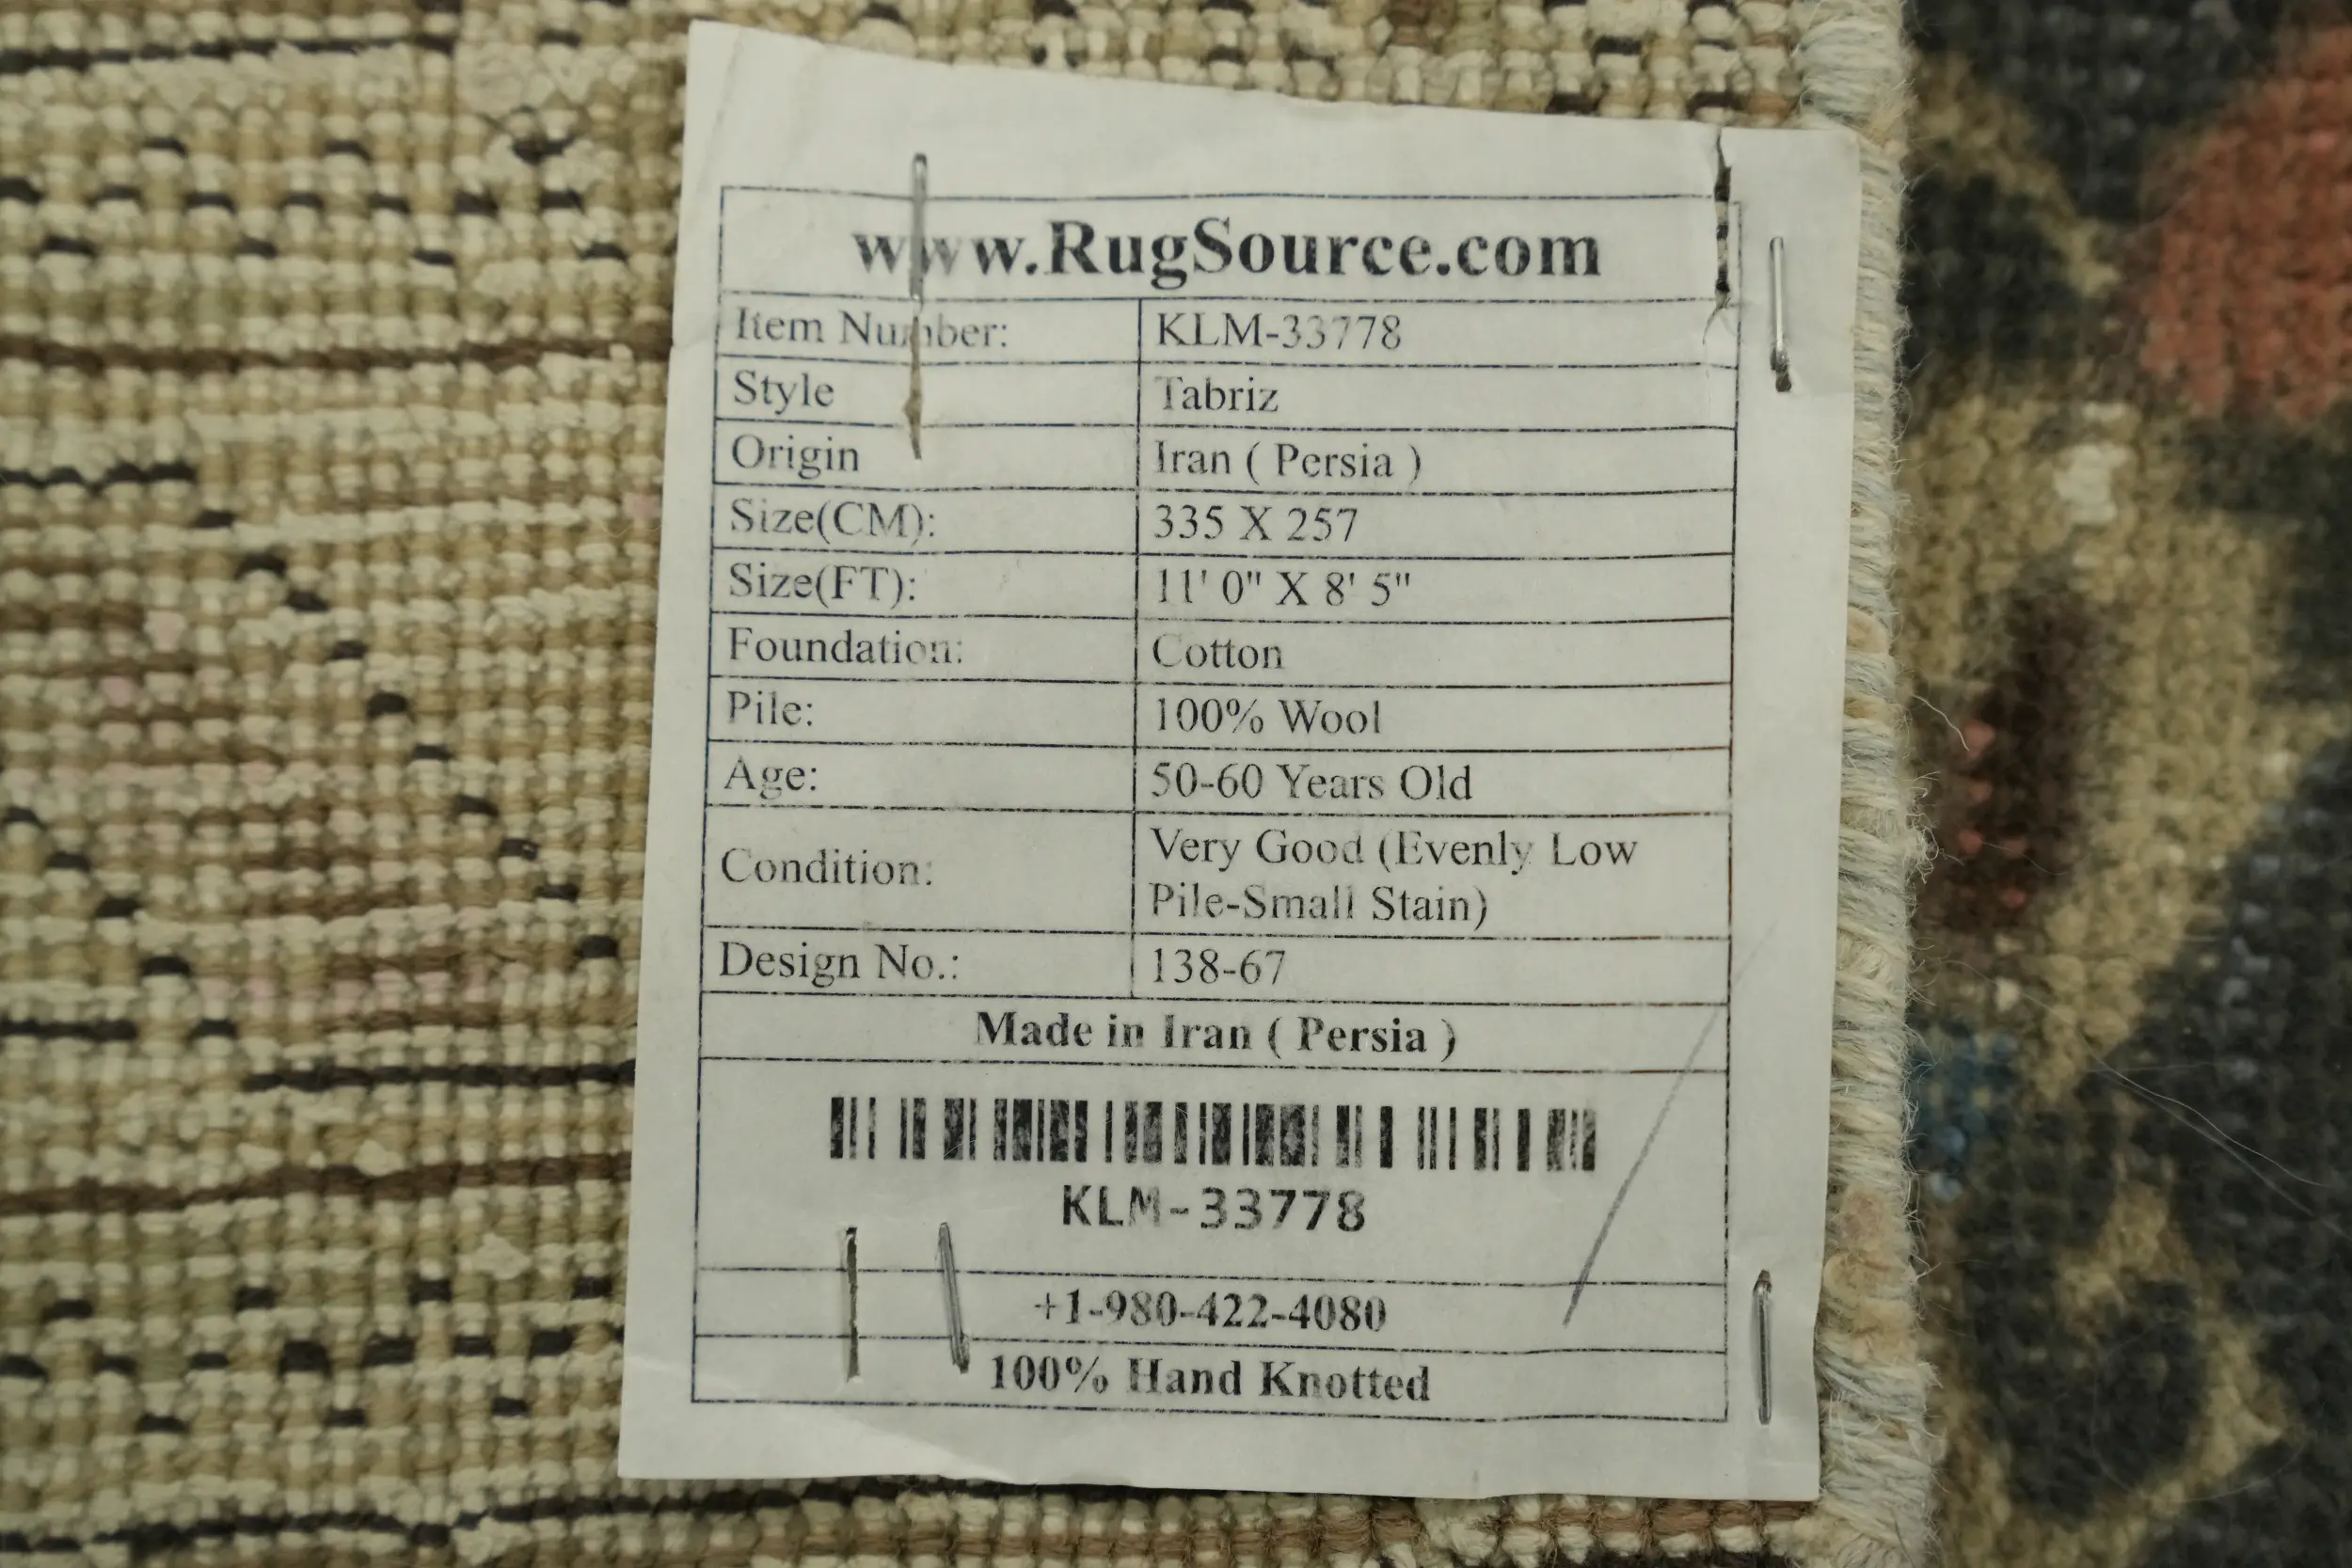 www.RugSource.com
Item Number: KLM-33778
Style Tabriz
Origin Iran ( Persia )
Size(CM): 335 X 257
Size(FT): 11' 0" X 8' 5"
Foundation: Cotton
Pile: 100% Wool
Age: 50-60 Years Old
Condition: Very Good (Evenly Low
Pile-Small Stain)
Design No.: 138-67
Made in Iran ( Persia )
KLM-33778
+1-980-422-4080
100% Hand Knotted